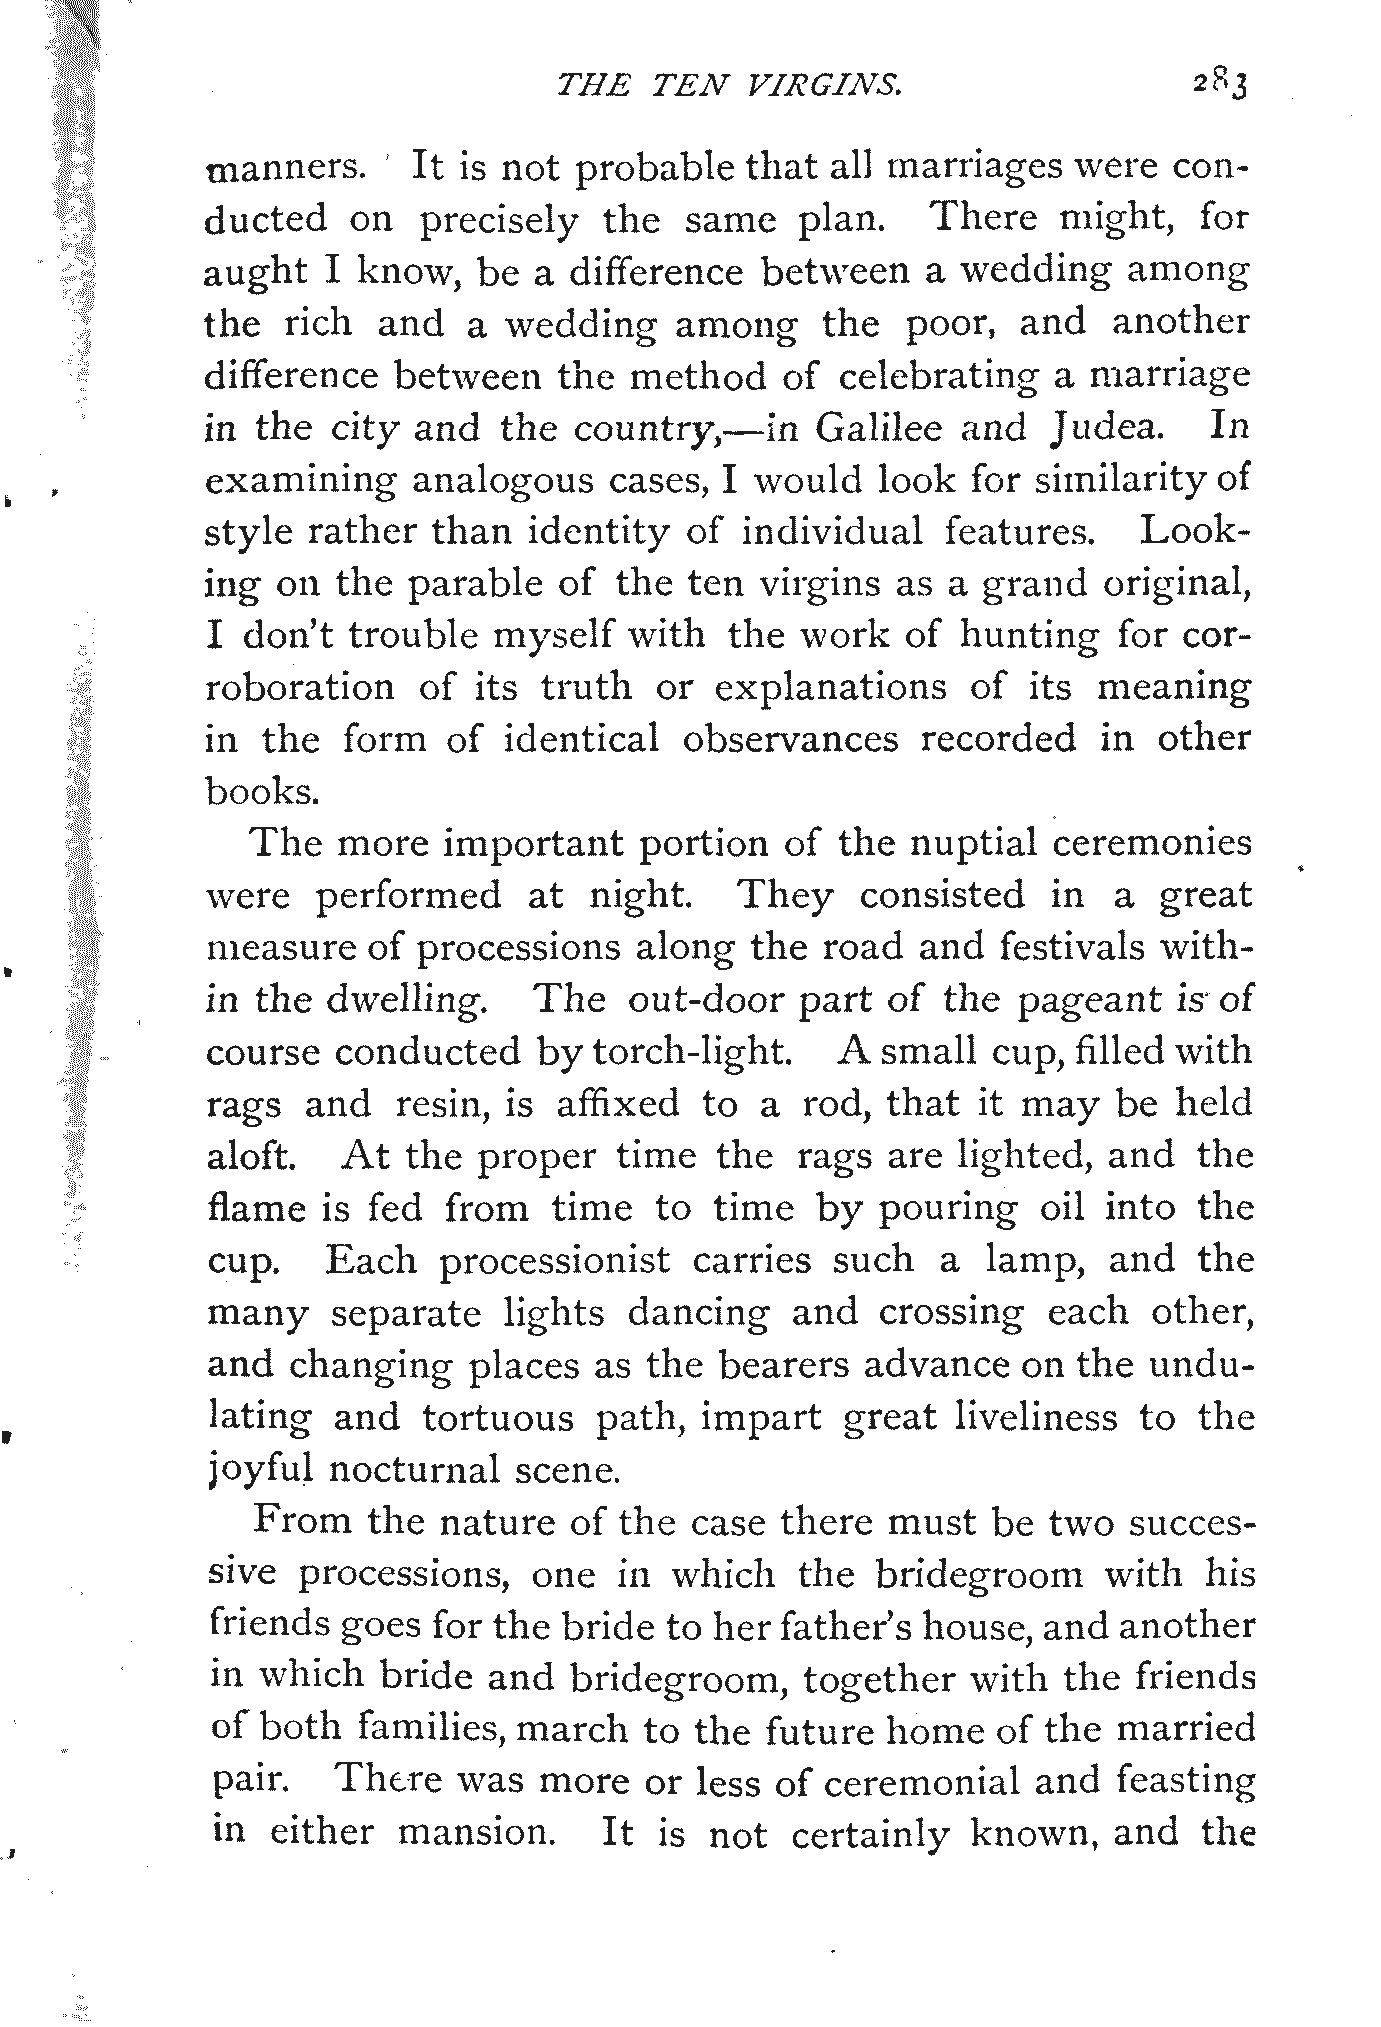 THE TEN VIRGINS. 283
manners. It is not probable that all marriages were con-
ducted on precisely the same plan. There might, for
aught I know, be a difference between a wedding among
the rich and a wedding among the poor, and another
difference between the method of celebrating a marriage
in the city and the country,—in Galilee and Judea. In
examining analogous cases, I would look for similarity of
style rather than identity of individual features. Look-
ing on the parable of the ten virgins as a grand original,
I don't trouble myself with the work of hunting for cor-
roboration of its truth or explanations of its meaning
in the form of identical observances recorded in other
books.
The more important portion of the nuptial ceremonies
were performed at night. They consisted in a great
measure of processions along the road and festivals with-
in the dwelling. The out-door part of the pageant is of
course conducted by torch-light. A small cup, filled with
rags and resin, is affixed to a rod, that it may be held
aloft. At the proper time the rags are lighted, and the
flame is fed from time to time by pouring oil into the
cup. Each processionist carries such a lamp, and the
many separate lights dancing and crossing each other,
and changing places as the bearers advance on the undu-
lating and tortuous path, impart great liveliness to the
joyful nocturnal scene.
From the nature of the case there must be two succes-
sive processions, one in which the bridegroom with his
friends goes for the bride to her father's house, and another
in which bride and bridegroom, together with the friends
of both families, march to the future home of the married
pair. There was more or less of ceremonial and feasting
in either mansion. It is not certainly known, and the